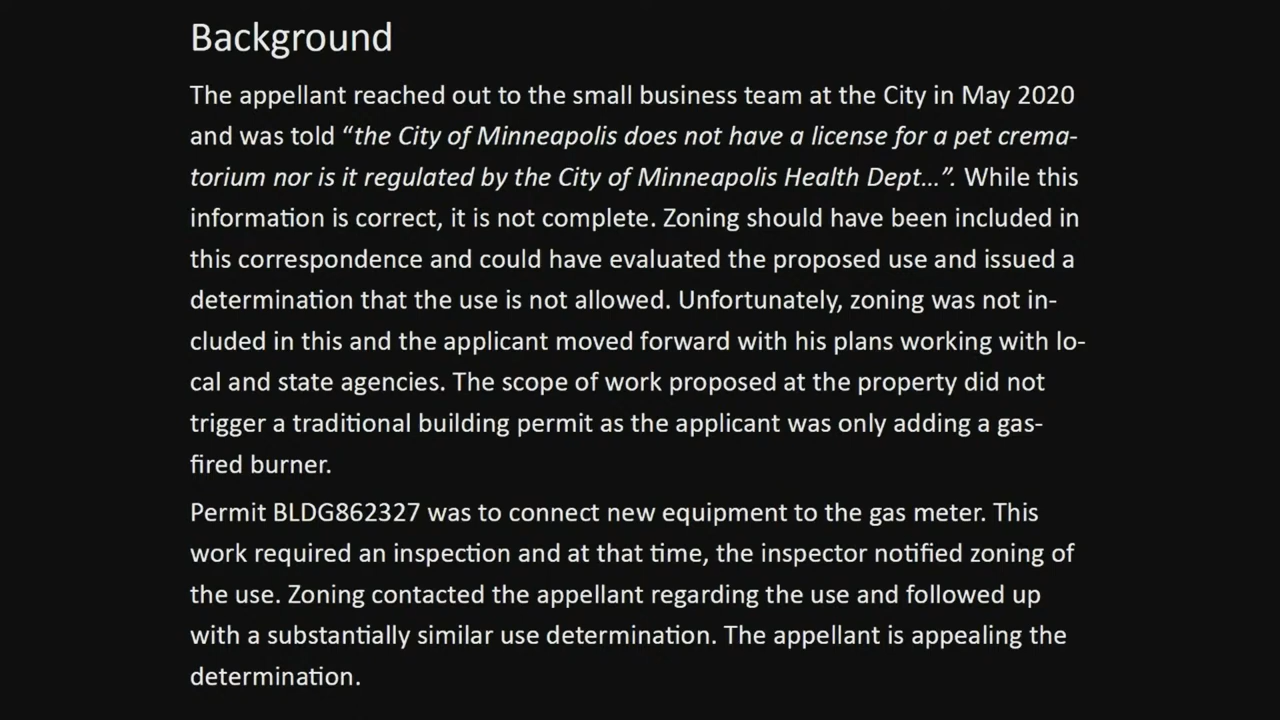 Background
The appellant reached out to the small business team at the City in May 2020
and was told “the City of Minneapolis does not have a license for a pet crema-
torium nor is it regulated by the City of Minneapolis Health Dept…”. While this
information is correct, it is not complete. Zoning should have been included in
this correspondence and could have evaluated the proposed use and issued a
determination that the use is not allowed. Unfortunately, zoning was not in-
cluded in this and the applicant moved forward with his plans working with lo-
cal and state agencies. The scope of work proposed at the property did not
trigger a traditional building permit as the applicant was only adding a gas-
fired burner.
Permit BLDG862327 was to connect new equipment to the gas meter. This
work required an inspection and at that time, the inspector notified zoning of
the use. Zoning contacted the appellant regarding the use and followed up
with a substantially similar use determination. The appellant is appealing the
determination.